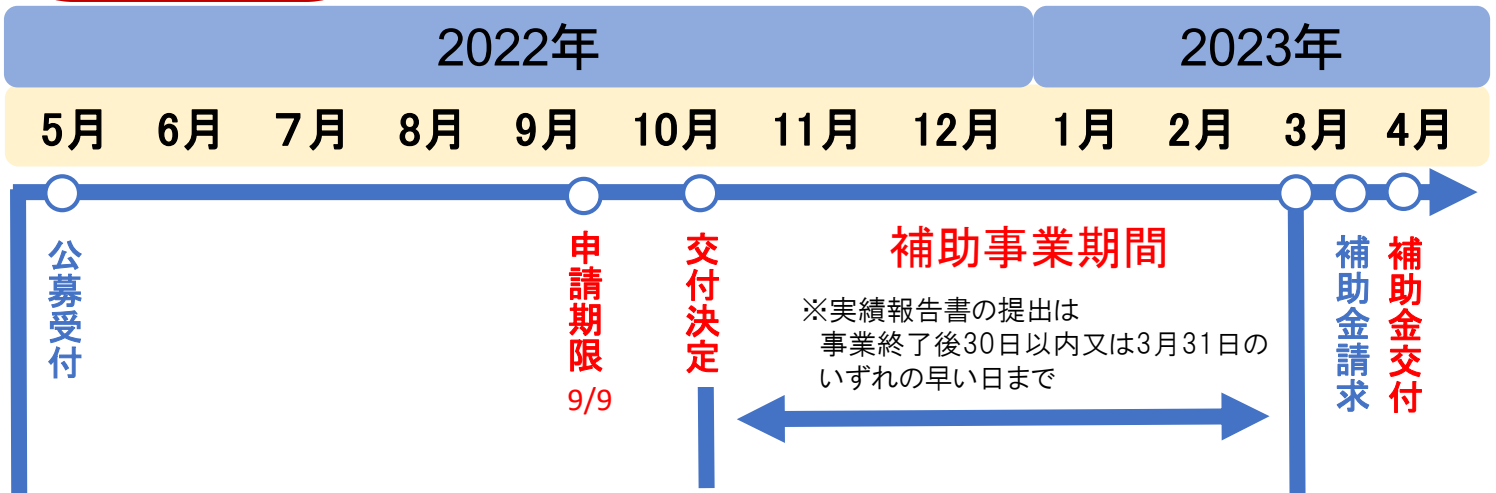 2022年
2023年
5月 6月 7月 8月 9月 10月 11月 12月 1月 2月 3月 4月
公募受付
申請期限
9/9
交付決定
補助事業期間
※実績報告書の提出は
事業終了後30日以内又は3月31日の
いずれの早い日まで
補助金請求
補助金交付